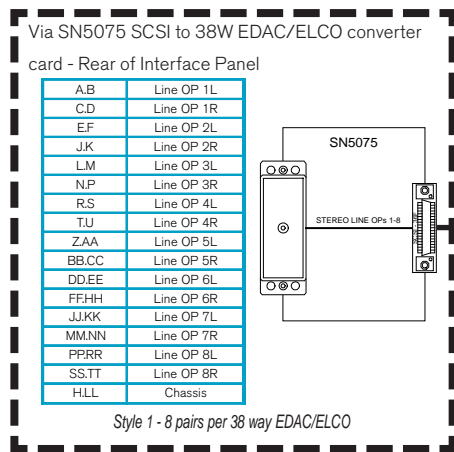 Via SN5075 SCSI to 38W EDAC/ELCO converter
card - Rear of Interface Panel
A.B Line OP 1L
C.D Line OP 1R
E.F Line OP 2L
J.K Line OP 2R
L.M Line OP 3L
N.P Line OP 3R
R.S Line OP 4L
T.U Line OP 4R
Z.AA Line OP 5L
BB.CC Line OP 5R
DD.EE Line OP 6L
FF.HH Line OP 6R
JJ.KK Line OP 7L
MM.NN Line OP 7R
PP.RR Line OP 8L
SS.TT Line OP 8R
H.LL Chassis
SN5075
STEREO LINE OPs 1-8
Style 1 - 8 pairs per 38 way EDAC/ELCO